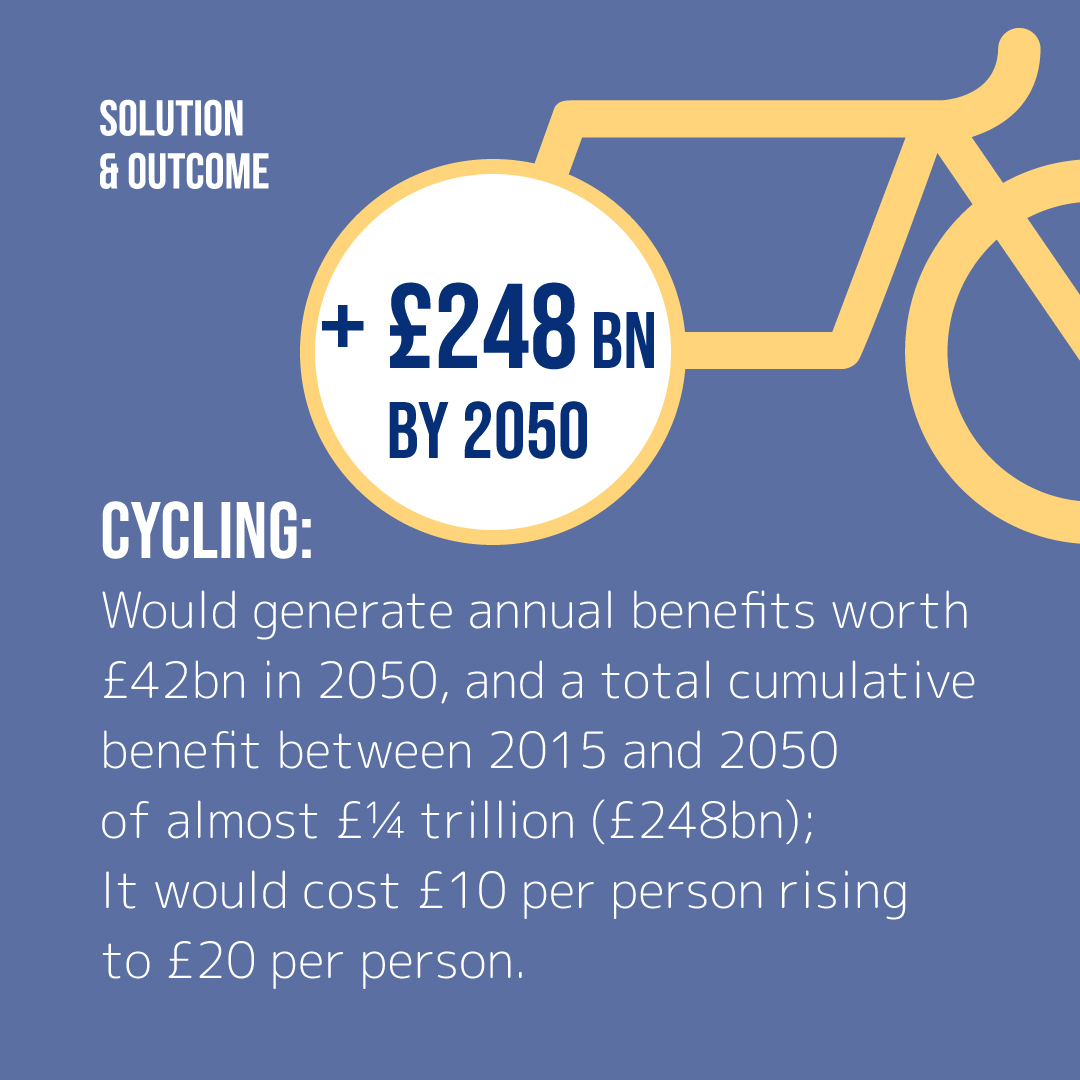 SOLUTION
& OUTCOME
+ £248 BN
BY 2050
CYCLING:
Would generate annual benefits worth
£42bn in 2050, and a total cumulative
benefit between 2015 and 2050
of almost £¼ trillion (£248bn);
It would cost £10 per person rising
to £20 per person.